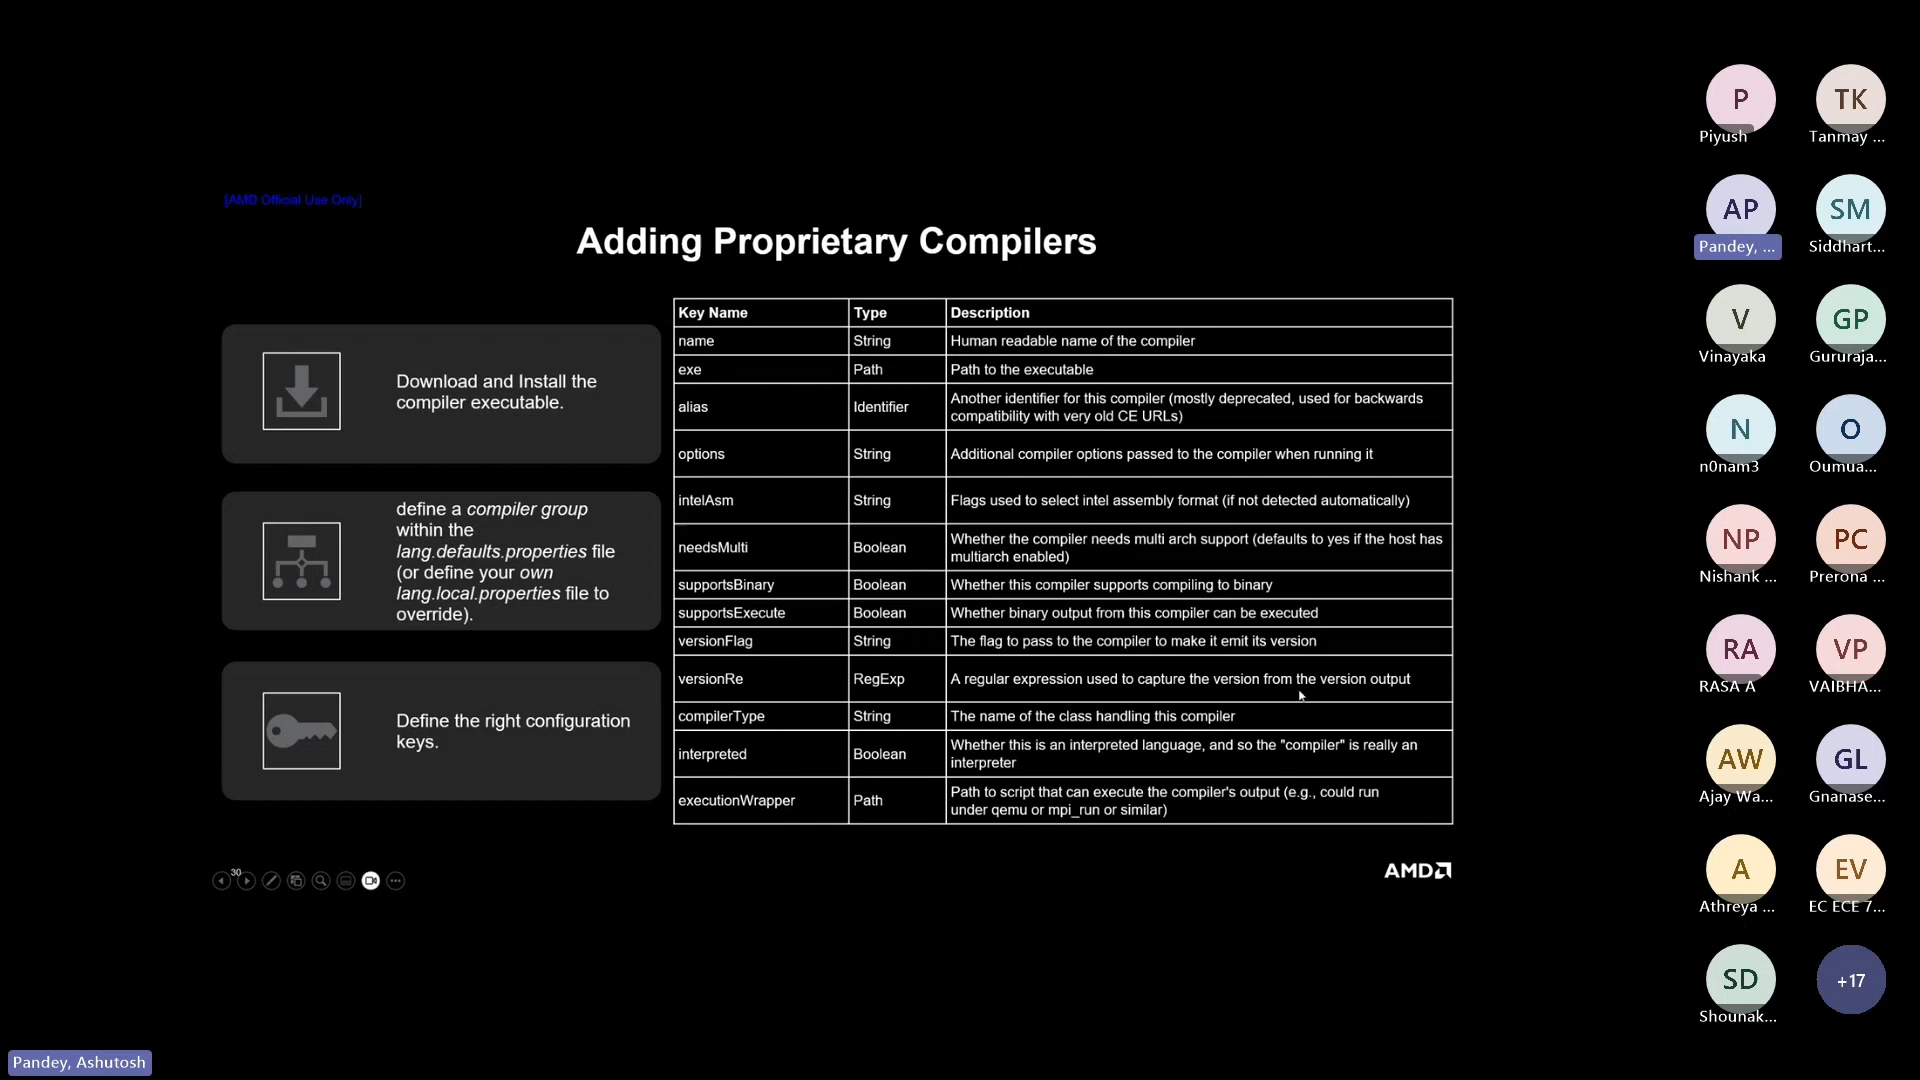 [AMD Official Use Only]
Adding Proprietary Compilers
Download and Install the
compiler executable.
define a compiler group
within the
lang.defaults.properties file
(or define your own
lang.local.properties file to
override).
Define the right configuration
keys.
Key Name Type Description
name String Human readable name of the compiler
exe Path Path to the executable
alias Identifier Another identifier for this compiler (mostly deprecated, used for backwards
compatibility with very old CE URLs)
options String Additional compiler options passed to the compiler when running it
intelAsm String Flags used to select intel assembly format (if not detected automatically)
needsMulti Boolean Whether the compiler needs multi arch support (defaults to yes if the host has
multiarch enabled)
supportsBinary Boolean Whether this compiler supports compiling to binary
supportsExecute Boolean Whether binary output from this compiler can be executed
versionFlag String The flag to pass to the compiler to make it emit its version
versionRe RegExp A regular expression used to capture the version from the version output
compilerType String The name of the class handling this compiler
interpreted Boolean Whether this is an interpreted language, and so the "compiler" is really an
interpreter
executionWrapper Path Path to script that can execute the compiler's output (e.g., could run
under qemu or mpi_run or similar)
30
AMD
P TK
Piyush Tanmay ...
AP SM
Pandey, ... Siddhart...
V GP
Vinayaka Gururaja...
N O
n0nam3 Oumua...
NP PC
Nishank ... Prerona ...
RA VP
RASA A VAIBHA...
AW GL
Ajay Wa... Gnanase...
A EV
Athreya ... EC ECE 7...
SD +17
Shounak...
Pandey, Ashutosh